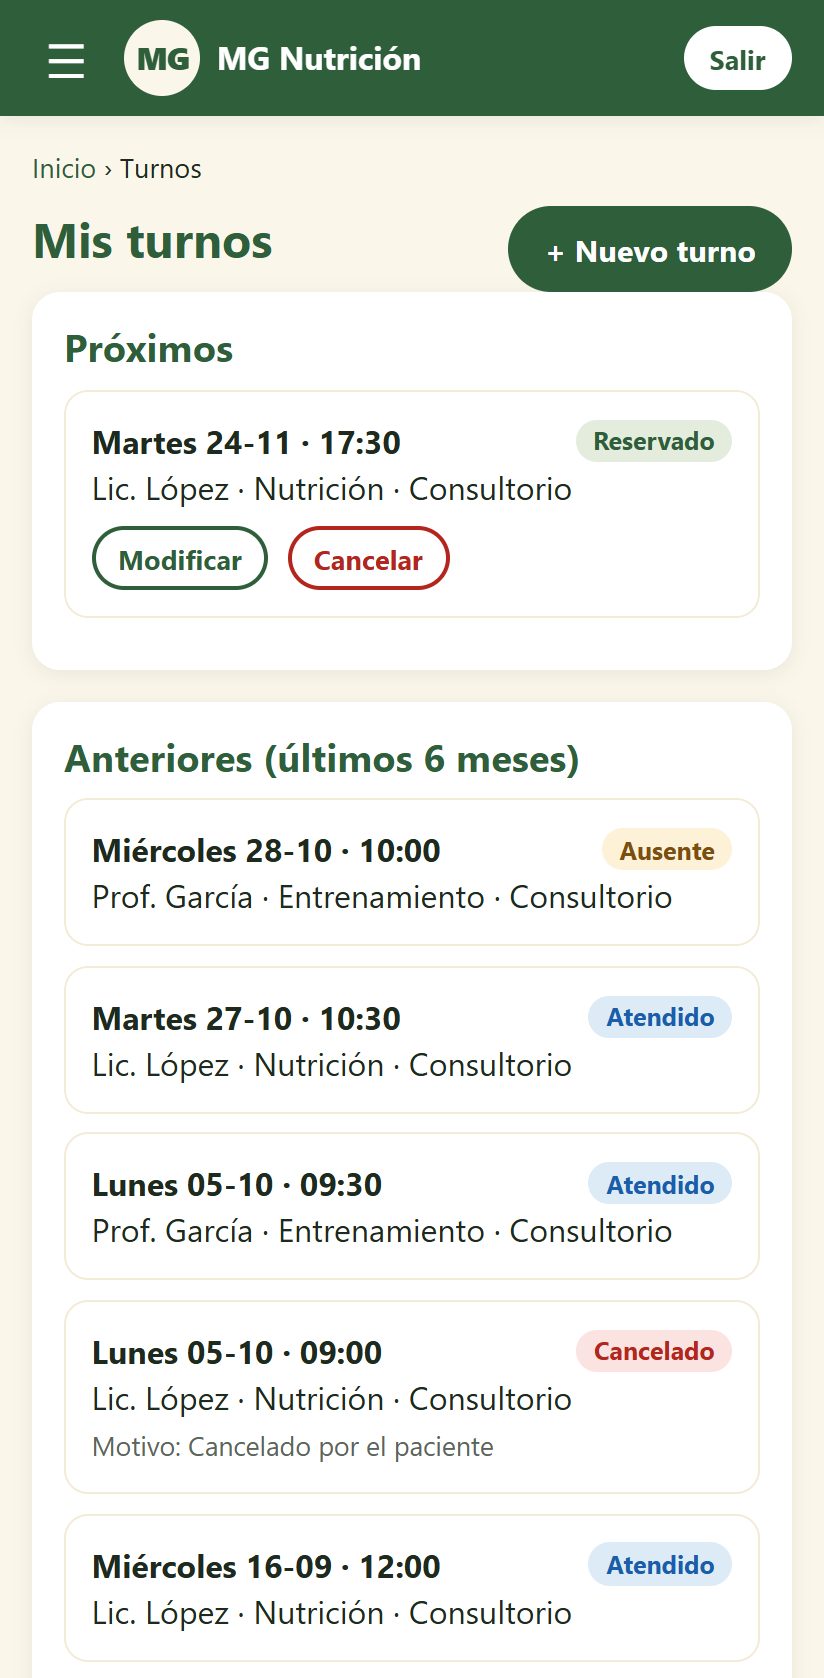 ☰ MG MG Nutrición Salir
Inicio › Turnos
Mis turnos
+ Nuevo turno
Próximos
Martes 24-11 · 17:30 Reservado
Lic. López · Nutrición · Consultorio
Modificar Cancelar
Anteriores (últimos 6 meses)
Miércoles 28-10 · 10:00 Ausente
Prof. García · Entrenamiento · Consultorio
Martes 27-10 · 10:30 Atendido
Lic. López · Nutrición · Consultorio
Lunes 05-10 · 09:30 Atendido
Prof. García · Entrenamiento · Consultorio
Lunes 05-10 · 09:00 Cancelado
Lic. López · Nutrición · Consultorio
Motivo: Cancelado por el paciente
Miércoles 16-09 · 12:00 Atendido
Lic. López · Nutrición · Consultorio